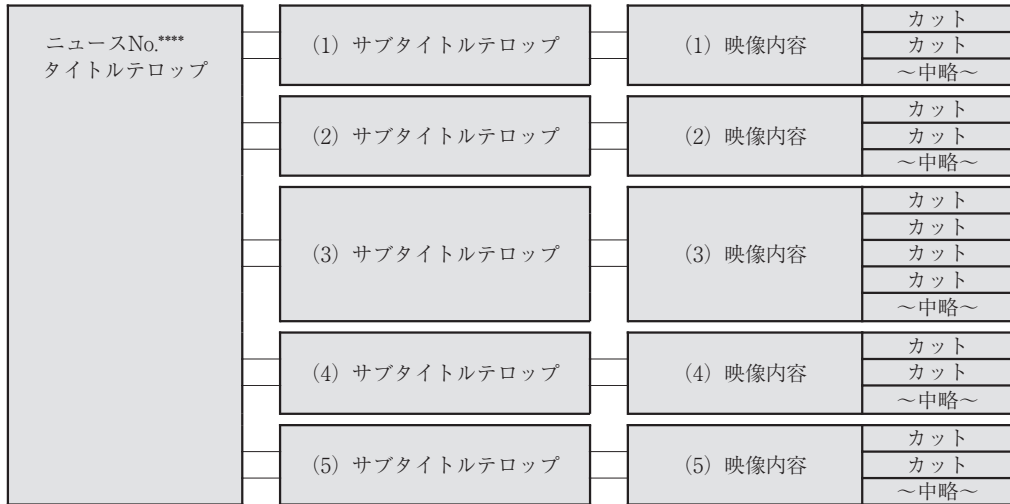 ニュースNo.****
タイトルテロップ
(1) サブタイトルテロップ
(1) 映像内容
カット
カット
～中略～
(2) サブタイトルテロップ
(2) 映像内容
カット
カット
～中略～
(3) サブタイトルテロップ
(3) 映像内容
カット
カット
カット
カット
～中略～
(4) サブタイトルテロップ
(4) 映像内容
カット
カット
～中略～
(5) サブタイトルテロップ
(5) 映像内容
カット
カット
～中略～